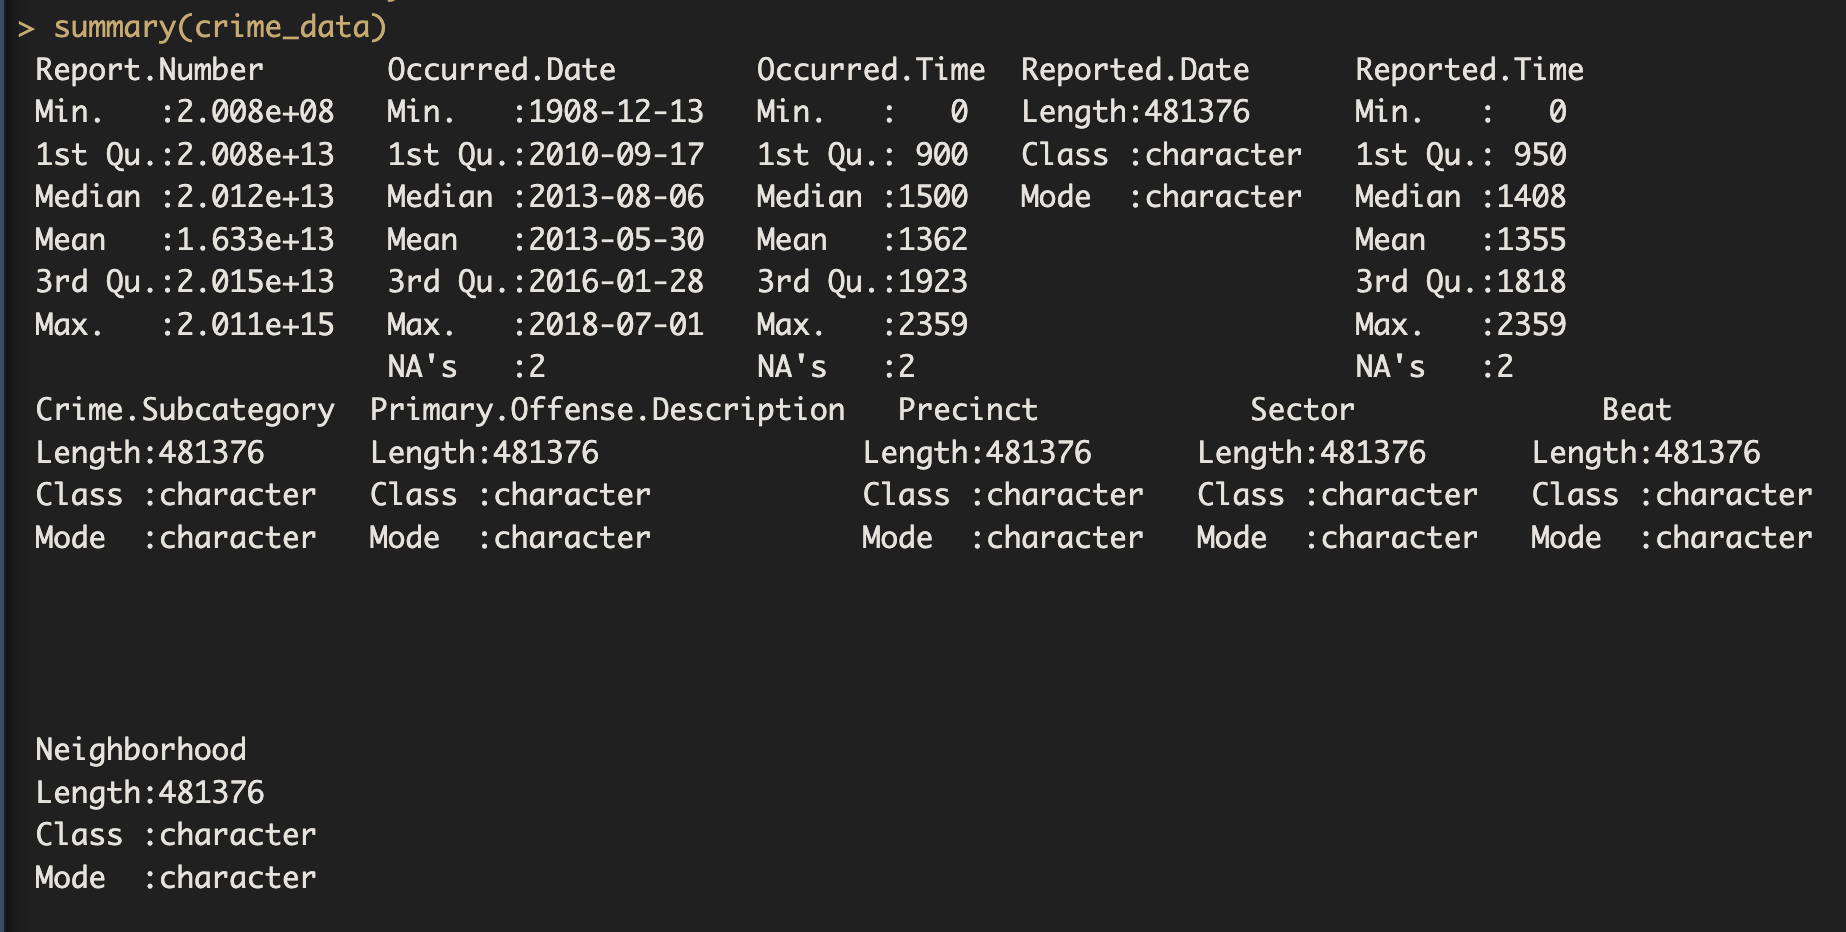 > summary(crime_data)
Report.Number       Occurred.Date        Occurred.Time  Reported.Date      Reported.Time
Min.   :2.008e+08   Min.   :1908-12-13   Min.   :   0   Length:481376      Min.   :   0
1st Qu.:2.008e+13   1st Qu.:2010-09-17   1st Qu.: 900   Class :character   1st Qu.: 950
Median :2.012e+13   Median :2013-08-06   Median :1500   Mode  :character   Median :1408
Mean   :1.633e+13   Mean   :2013-05-30   Mean   :1362                      Mean   :1355
3rd Qu.:2.015e+13   3rd Qu.:2016-01-28   3rd Qu.:1923                      3rd Qu.:1818
Max.   :2.011e+15   Max.   :2018-07-01   Max.   :2359                      Max.   :2359
                    NA's   :2            NA's   :2                         NA's   :2
Crime.Subcategory  Primary.Offense.Description   Precinct            Sector              Beat
Length:481376      Length:481376               Length:481376      Length:481376      Length:481376
Class :character   Class :character            Class :character   Class :character   Class :character
Mode  :character   Mode  :character            Mode  :character   Mode  :character   Mode  :character
Neighborhood
Length:481376
Class :character
Mode  :character